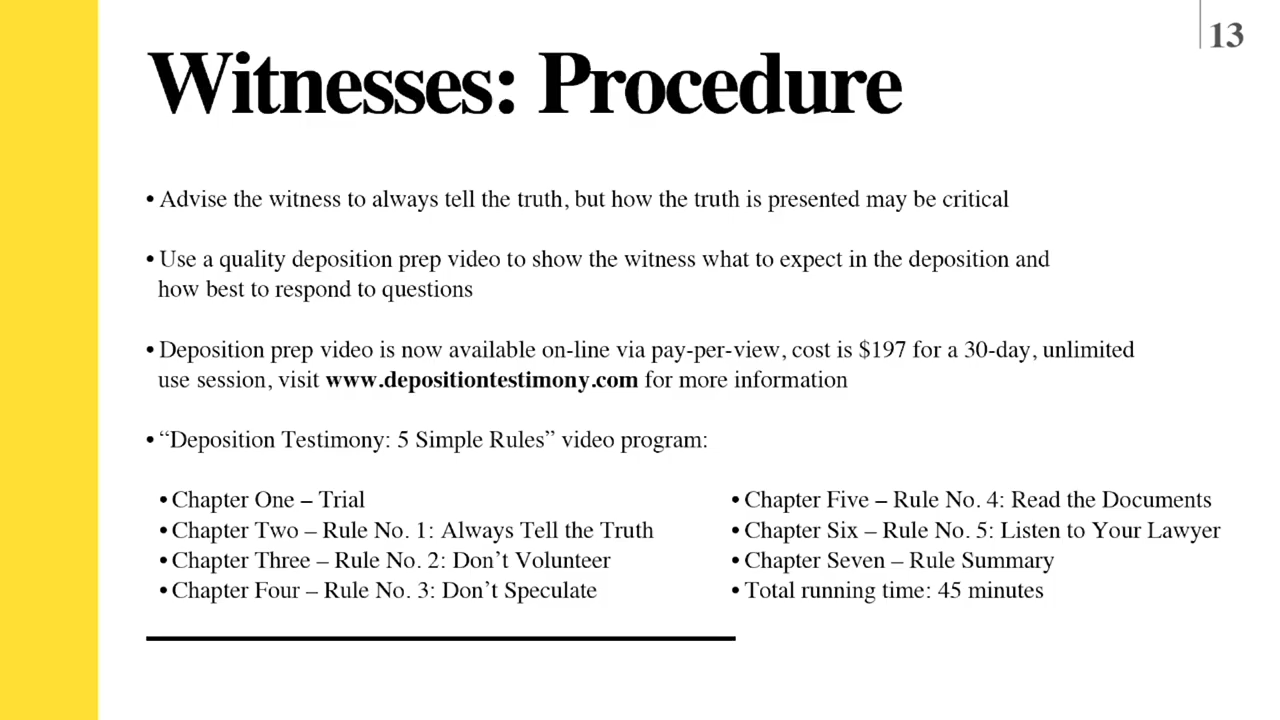 13
Witnesses: Procedure
• Advise the witness to always tell the truth, but how the truth is presented may be critical
• Use a quality deposition prep video to show the witness what to expect in the deposition and
how best to respond to questions
• Deposition prep video is now available on-line via pay-per-view, cost is $197 for a 30-day, unlimited
use session, visit www.depositiontestimony.com for more information
• “Deposition Testimony: 5 Simple Rules” video program:
• Chapter One – Trial
• Chapter Two – Rule No. 1: Always Tell the Truth
• Chapter Three – Rule No. 2: Don’t Volunteer
• Chapter Four – Rule No. 3: Don’t Speculate
• Chapter Five – Rule No. 4: Read the Documents
• Chapter Six – Rule No. 5: Listen to Your Lawyer
• Chapter Seven – Rule Summary
• Total running time: 45 minutes